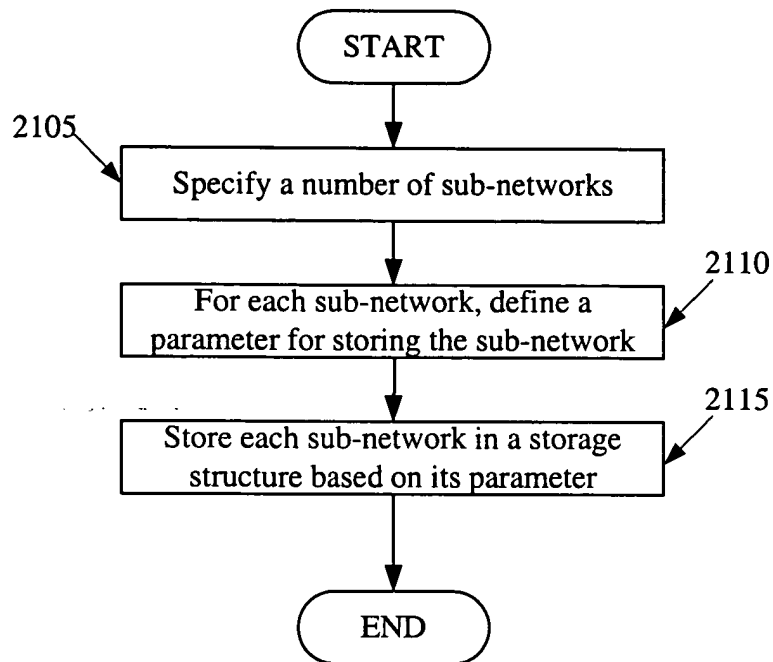 START
2105
Specify a number of sub-networks
2110
For each sub-network, define a
parameter for storing the sub-network
2115
Store each sub-network in a storage
structure based on its parameter
END